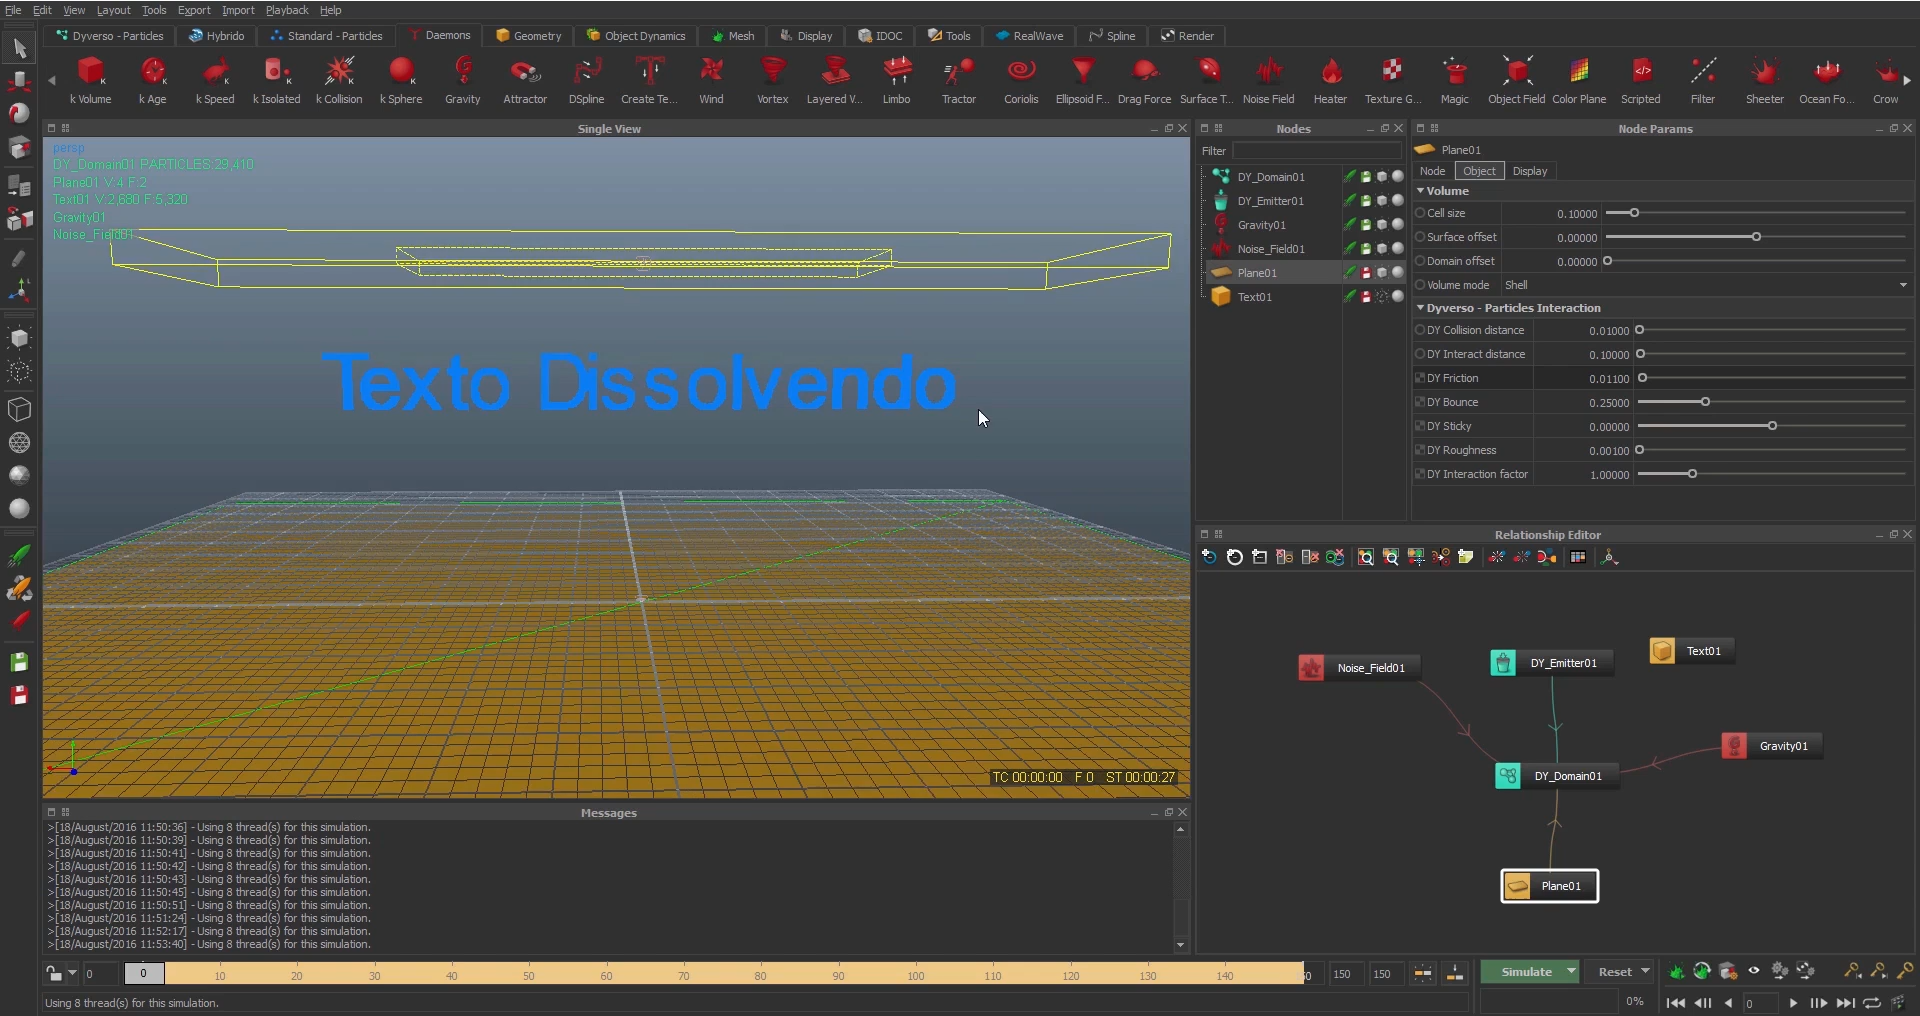 File Edit View Layout Tools Export Import Playback Help
Dyverso - Particles Hybrido Standard - Particles Daemons Geometry Object Dynamics Mesh Display IDOC Tools RealWave Spline Render
k Volume k Age k Speed k Isolated k Collision k Sphere Gravity Attractor DSpline Create Te... Wind Vortex Layered V... Limbo Tractor Coriolis Ellipsoid F... Drag Force Surface T... Noise Field Heater Texture G... Magic Object Field Color Plane Scripted Filter Sheeter Ocean Fo... Crow
Single View
persp
DY_Domain01 PARTICLES:29,410
Plane01 V:4 F:2
Text01 V:2,680 F:5,320
Gravity01
Noise_Field01
Texto Dissolvendo
TC 00:00:00 F 0 ST 00:00:27
Nodes
Filter
DY_Domain01
DY_Emitter01
Gravity01
Noise_Field01
Plane01
Text01
Node Params
Plane01
Node Object Display
Volume
Cell size 0.10000
Surface offset 0.00000
Domain offset 0.00000
Volume mode Shell
Dyverso - Particles Interaction
DY Collision distance 0.01000
DY Interact distance 0.10000
DY Friction 0.01100
DY Bounce 0.25000
DY Sticky 0.00000
DY Roughness 0.00100
DY Interaction factor 1.00000
Relationship Editor
Noise_Field01
DY_Emitter01
Text01
Gravity01
DY_Domain01
Plane01
Messages
>[18/August/2016 11:50:36] - Using 8 thread(s) for this simulation.
>[18/August/2016 11:50:39] - Using 8 thread(s) for this simulation.
>[18/August/2016 11:50:41] - Using 8 thread(s) for this simulation.
>[18/August/2016 11:50:42] - Using 8 thread(s) for this simulation.
>[18/August/2016 11:50:43] - Using 8 thread(s) for this simulation.
>[18/August/2016 11:50:45] - Using 8 thread(s) for this simulation.
>[18/August/2016 11:50:51] - Using 8 thread(s) for this simulation.
>[18/August/2016 11:51:24] - Using 8 thread(s) for this simulation.
>[18/August/2016 11:52:17] - Using 8 thread(s) for this simulation.
>[18/August/2016 11:53:40] - Using 8 thread(s) for this simulation.
0 0 10 20 30 40 50 60 70 80 90 100 110 120 130 140 150 150
Simulate Reset
Using 8 thread(s) for this simulation.
0% 0